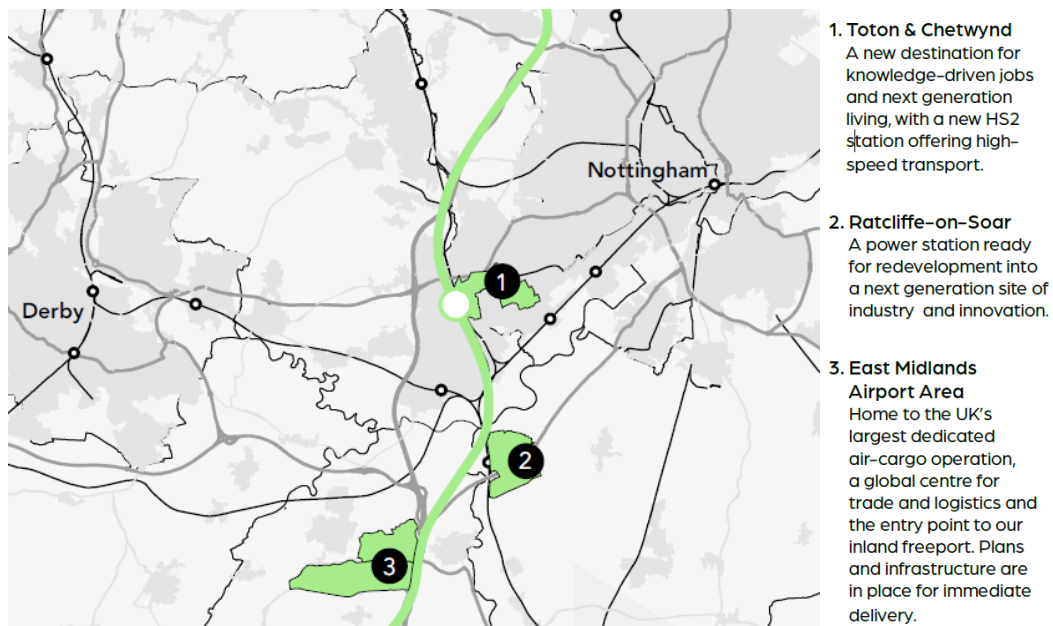 Nottingham
Derby
1
2
3
1. Toton & Chetwynd
A new destination for
knowledge-driven jobs
and next generation
living, with a new HS2
station offering high-
speed transport.
2. Ratcliffe-on-Soar
A power station ready
for redevelopment into
a next generation site of
industry and innovation.
3. East Midlands
Airport Area
Home to the UK's
largest dedicated
air-cargo operation,
a global centre for
trade and logistics and
the entry point to our
inland freeport. Plans
and infrastructure are
in place for immediate
delivery.